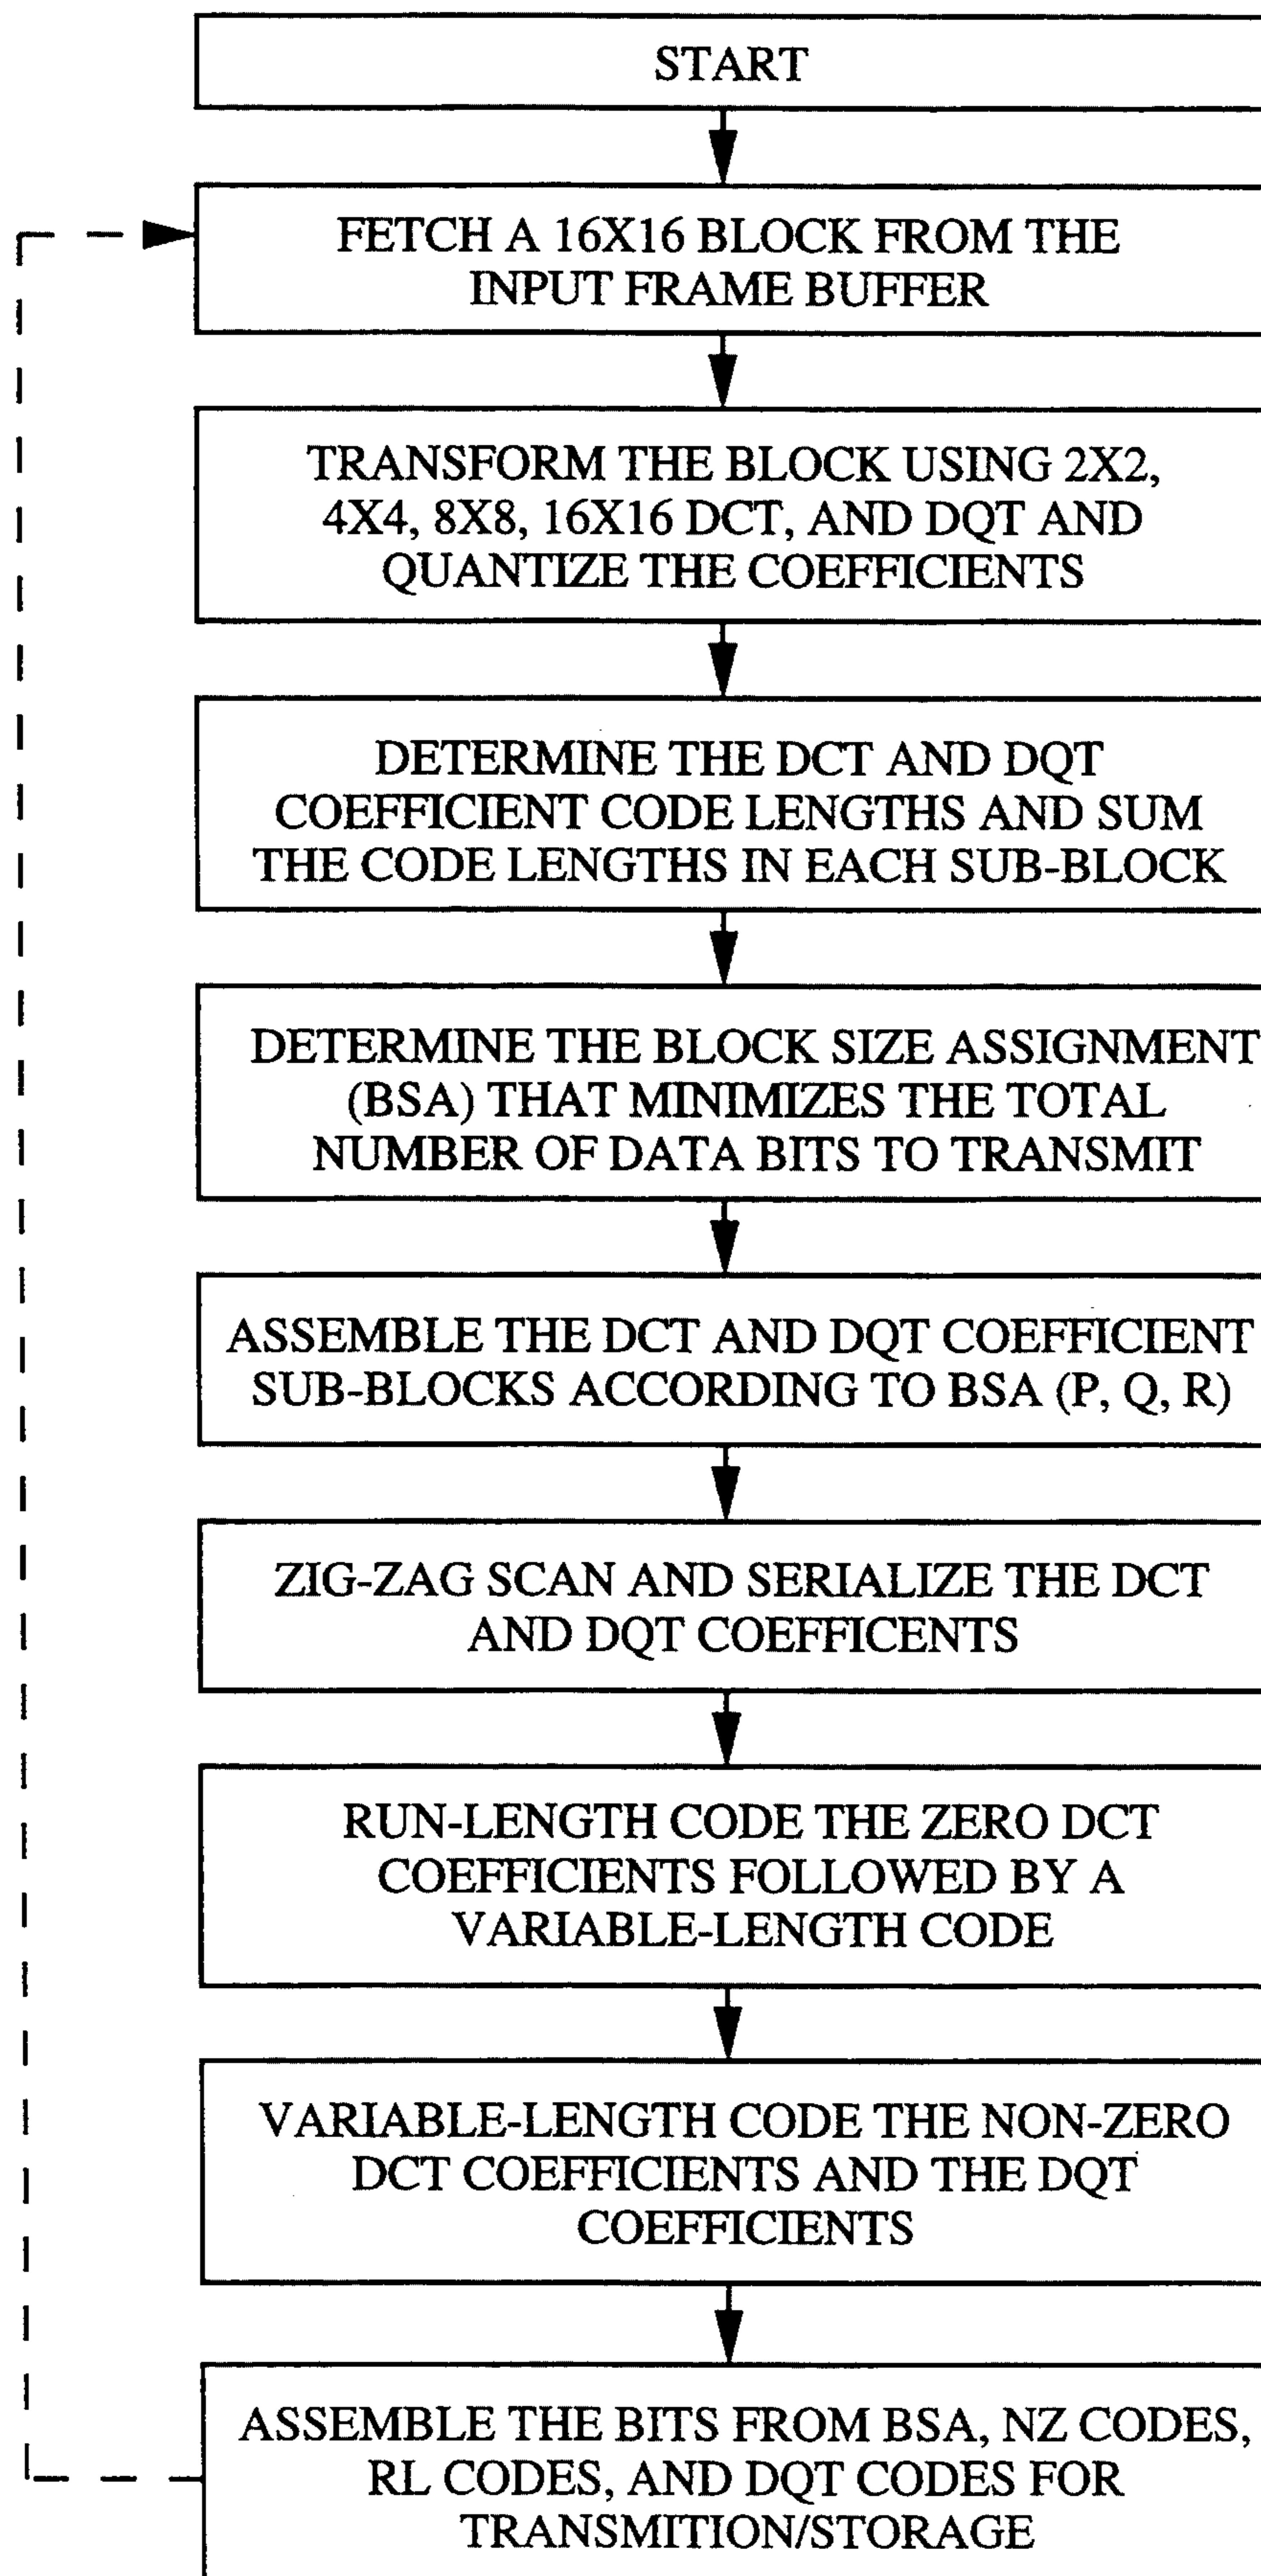 START
FETCH A 16X16 BLOCK FROM THE
INPUT FRAME BUFFER
TRANSFORM THE BLOCK USING 2X2,
4X4, 8X8, 16X16 DCT, AND DQT AND
QUANTIZE THE COEFFICIENTS
DETERMINE THE DCT AND DQT
COEFFICIENT CODE LENGTHS AND SUM
THE CODE LENGTHS IN EACH SUB-BLOCK
DETERMINE THE BLOCK SIZE ASSIGNMENT
(BSA) THAT MINIMIZES THE TOTAL
NUMBER OF DATA BITS TO TRANSMIT
ASSEMBLE THE DCT AND DQT COEFFICIENT
SUB-BLOCKS ACCORDING TO BSA (P, Q, R)
ZIG-ZAG SCAN AND SERIALIZE THE DCT
AND DQT COEFFICENTS
RUN-LENGTH CODE THE ZERO DCT
COEFFICIENTS FOLLOWED BY A
VARIABLE-LENGTH CODE
VARIABLE-LENGTH CODE THE NON-ZERO
DCT COEFFICIENTS AND THE DQT
COEFFICIENTS
ASSEMBLE THE BITS FROM BSA, NZ CODES,
RL CODES, AND DQT CODES FOR
TRANSMITION/STORAGE